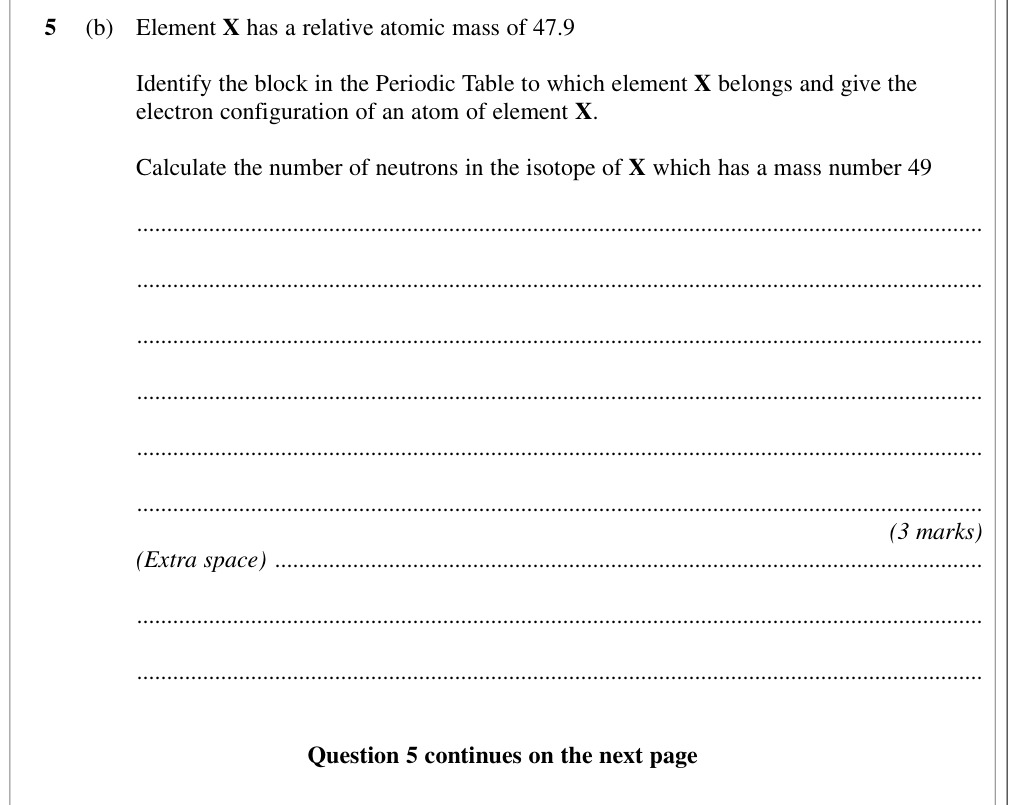 5 (b) Element X has a relative atomic mass of 47.9
Identify the block in the Periodic Table to which element X belongs and give the
electron configuration of an atom of element X.
Calculate the number of neutrons in the isotope of X which has a mass number 49
(3 marks)
(Extra space)
Question 5 continues on the next page